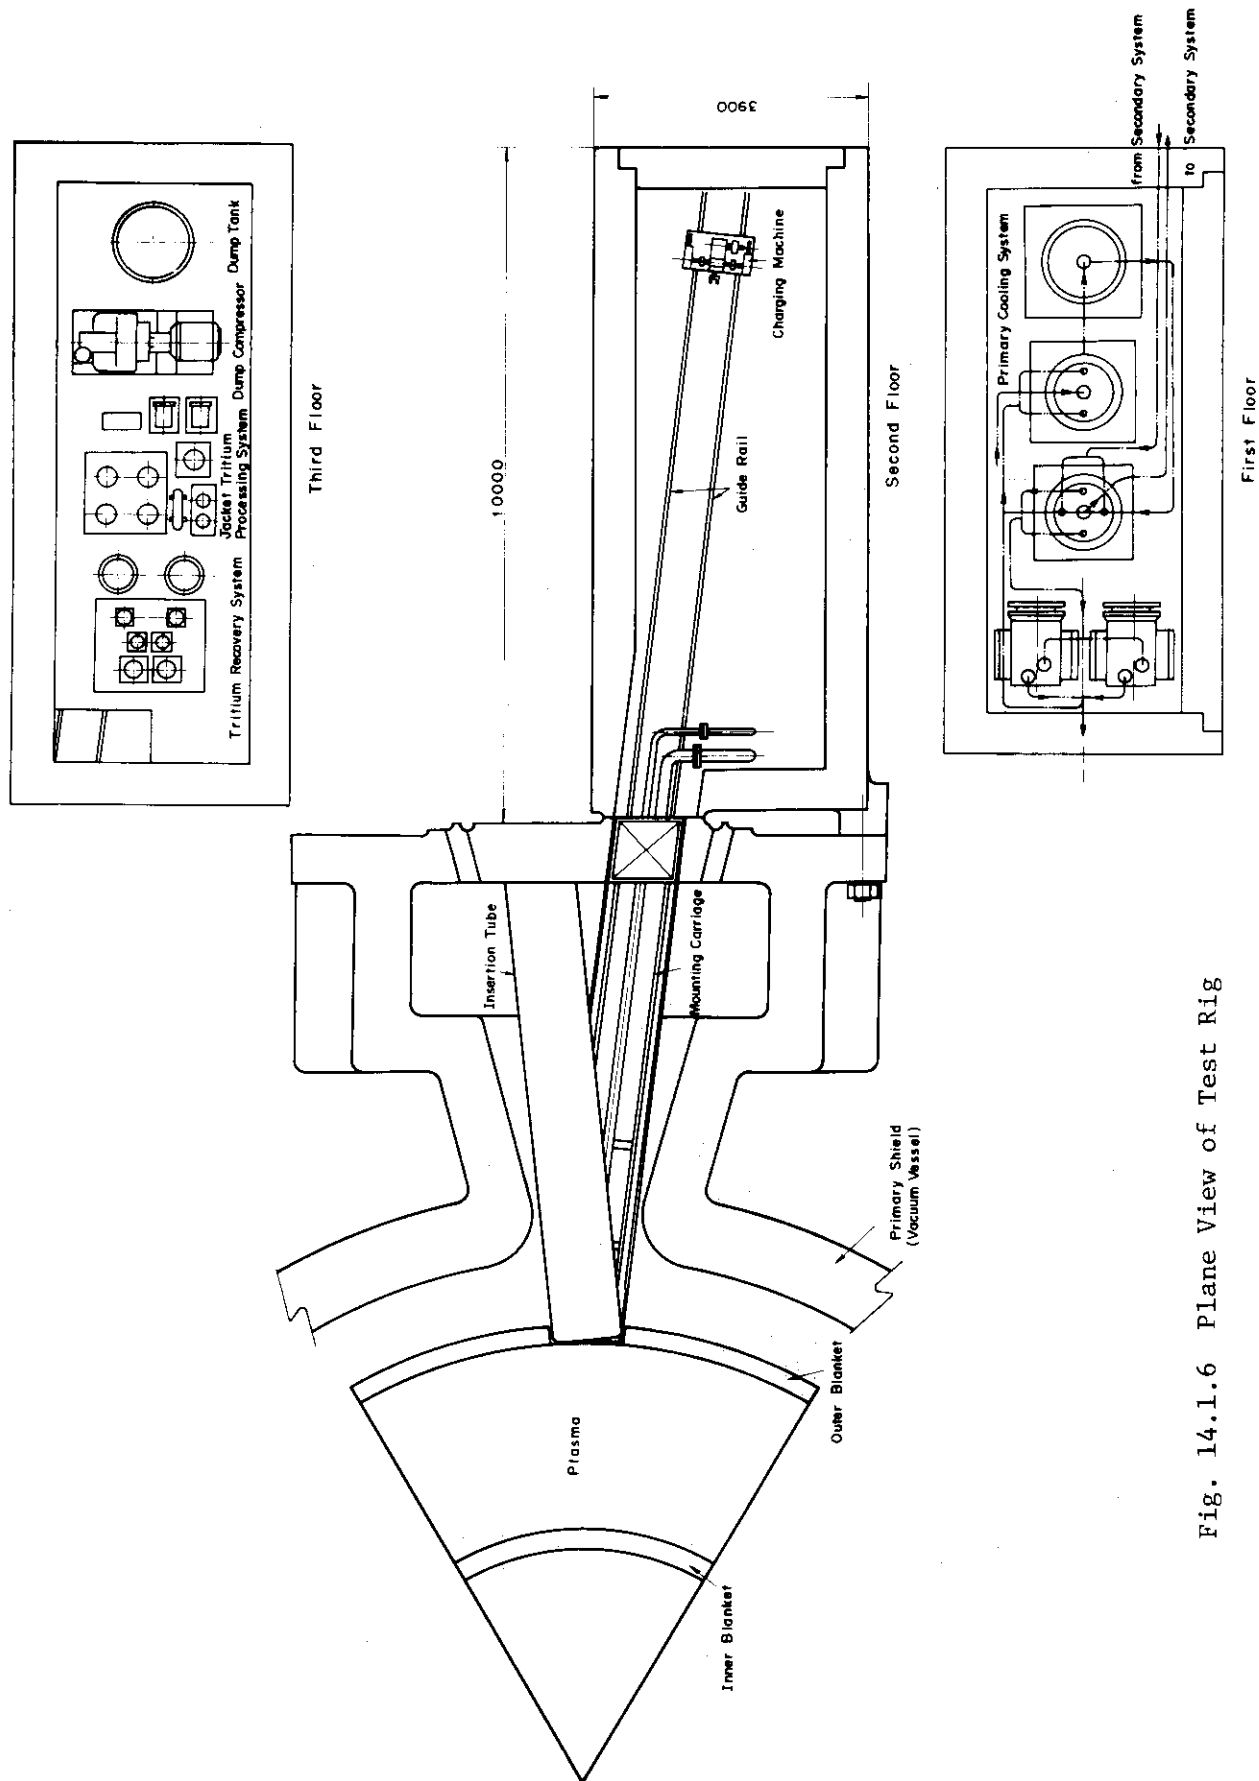 Tritium Recovery System
Jacket Tritium
Processing System
Dump Compressor
Dump Tank
Third Floor
10000
3900
Insertion Tube
Mounting Carriage
Guide Rail
Charging Machine
Second Floor
Primary Cooling System
from Secondary System
to Secondary System
First Floor
Plasma
Inner Blanket
Outer Blanket
Primary Shield
(Vacuum Vessel)
Fig. 14.1.6 Plane View of Test Rig